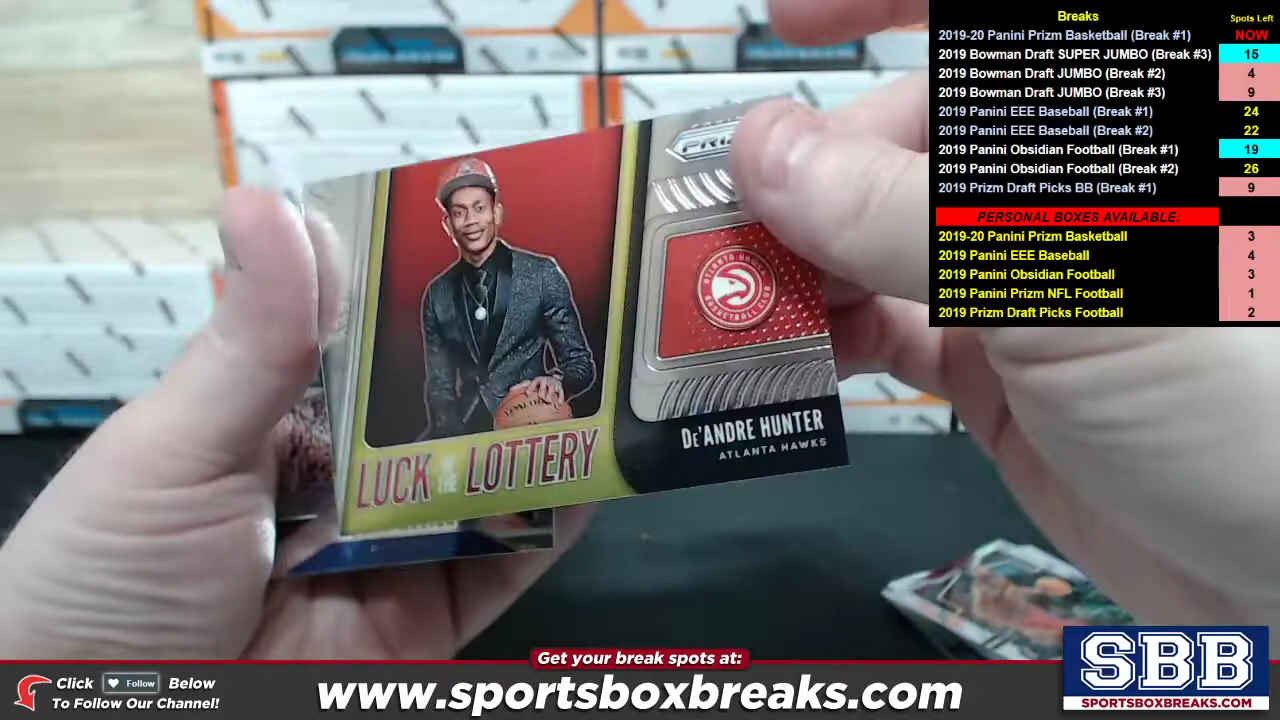 Breaks
Spots Left
2019-20 Panini Prizm Basketball (Break #1) NOW
2019 Bowman Draft SUPER JUMBO (Break #3) 15
2019 Bowman Draft JUMBO (Break #2) 4
2019 Bowman Draft JUMBO (Break #3) 9
2019 Panini EEE Baseball (Break #1) 24
2019 Panini EEE Baseball (Break #2) 22
2019 Panini Obsidian Football (Break #1) 19
2019 Panini Obsidian Football (Break #2) 26
2019 Prizm Draft Picks BB (Break #1) 9
PERSONAL BOXES AVAILABLE:
2019-20 Panini Prizm Basketball 3
2019 Panini EEE Baseball 4
2019 Panini Obsidian Football 3
2019 Panini Prizm NFL Football 1
2019 Prizm Draft Picks Football 2
ATLANTA HAWKS
BASKETBALL CLUB
LUCK OF THE LOTTERY
DE'ANDRE HUNTER
ATLANTA HAWKS
Get your break spots at:
Click Follow Below
To Follow Our Channel!
www.sportsboxbreaks.com
SBB
SPORTSBOXBREAKS.COM